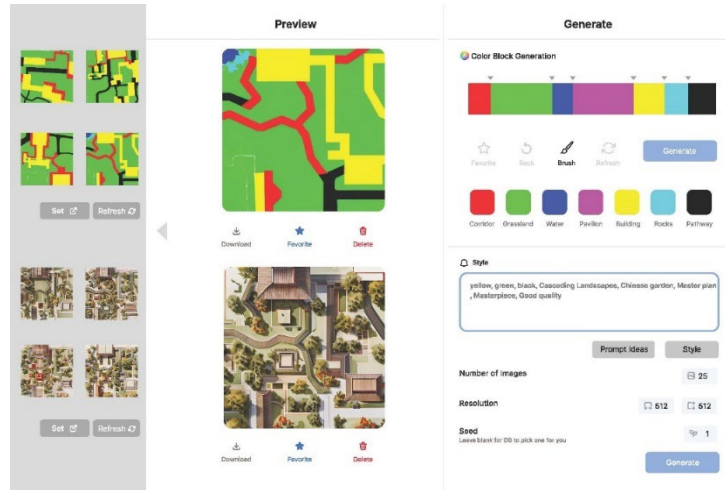 Preview
Generate
Color Block Generation
Favorite
Back
Brush
Refresh
Generate
Corridor
Grassland
Water
Pavilion
Building
Rocks
Pathway
Set
Refresh
Download
Favorite
Delete
Style
yellow, green, black, Cascading Landscapes, Chinese garden, Master plan
, Masterpiece, Good quality
Prompt Ideas
Style
Number of Images
25
Resolution
512
512
Seed
1
Leave blank for DB to pick one for you
Generate
Set
Refresh
Download
Favorite
Delete